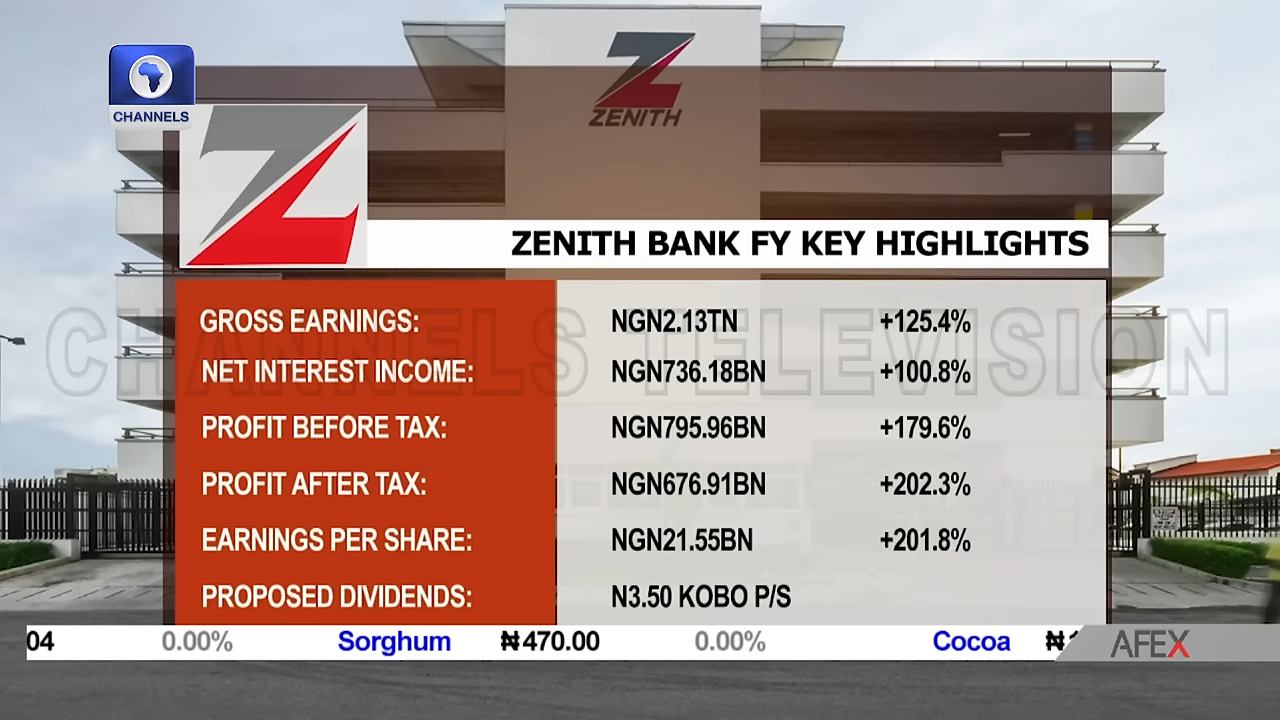 CHANNELS
ZENITH
ZENITH BANK FY KEY HIGHLIGHTS
CHANNELS TELEVISION
GROSS EARNINGS: NGN2.13TN +125.4%
NET INTEREST INCOME: NGN736.18BN +100.8%
PROFIT BEFORE TAX: NGN795.96BN +179.6%
PROFIT AFTER TAX: NGN676.91BN +202.3%
EARNINGS PER SHARE: NGN21.55BN +201.8%
PROPOSED DIVIDENDS: N3.50 KOBO P/S
04 0.00% Sorghum ₦470.00 0.00% Cocoa ₦ AFEX